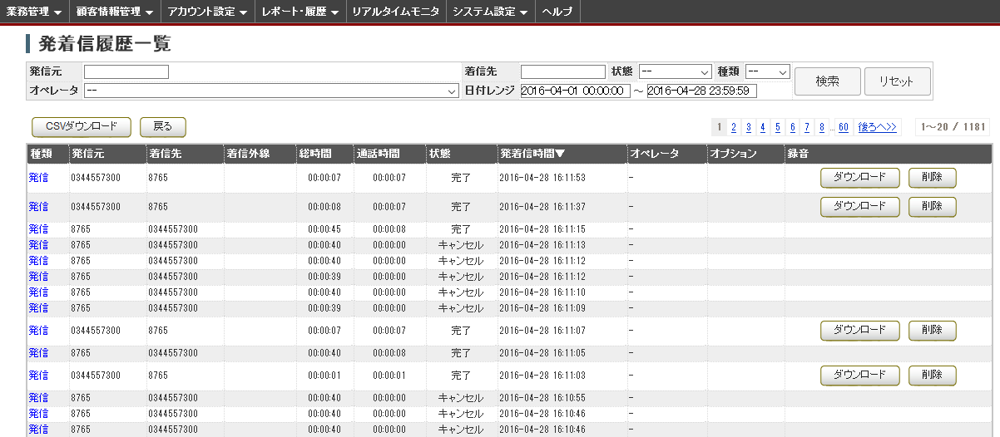 業務管理 ▼ 顧客情報管理 ▼ アカウント設定 ▼ レポート・履歴 ▼ リアルタイムモニタ システム設定 ▼ ヘルプ
発着信履歴一覧
発信元 着信先 状態 -- 種類 --
オペレータ -- 日付レンジ 2016-04-01 00:00:00 ～ 2016-04-28 23:59:59 検索 リセット
CSVダウンロード 戻る 1 2 3 4 5 6 7 8 … 60 後ろへ>> 1～20 / 1181
種類 発信元 着信先 着信外線 総時間 通話時間 状態 発着信時間▼ オペレータ オプション 録音
発信 0344557300 8765 00:00:07 00:00:07 完了 2016-04-28 16:11:53 - ダウンロード 削除
発信 0344557300 8765 00:00:08 00:00:07 完了 2016-04-28 16:11:37 - ダウンロード 削除
発信 8765 0344557300 00:00:45 00:00:08 完了 2016-04-28 16:11:15 -
発信 8765 0344557300 00:00:40 00:00:00 キャンセル 2016-04-28 16:11:13 -
発信 8765 0344557300 00:00:40 00:00:00 キャンセル 2016-04-28 16:11:12 -
発信 8765 0344557300 00:00:39 00:00:00 キャンセル 2016-04-28 16:11:12 -
発信 8765 0344557300 00:00:40 00:00:00 キャンセル 2016-04-28 16:11:10 -
発信 8765 0344557300 00:00:39 00:00:00 キャンセル 2016-04-28 16:11:09 -
発信 0344557300 8765 00:00:07 00:00:07 完了 2016-04-28 16:11:07 - ダウンロード 削除
発信 8765 0344557300 00:00:40 00:00:08 完了 2016-04-28 16:11:05 -
発信 0344557300 8765 00:00:01 00:00:01 完了 2016-04-28 16:11:03 - ダウンロード 削除
発信 8765 0344557300 00:00:40 00:00:00 キャンセル 2016-04-28 16:10:55 -
発信 8765 0344557300 00:00:40 00:00:00 キャンセル 2016-04-28 16:10:46 -
発信 8765 0344557300 00:00:40 00:00:00 キャンセル 2016-04-28 16:10:46 -